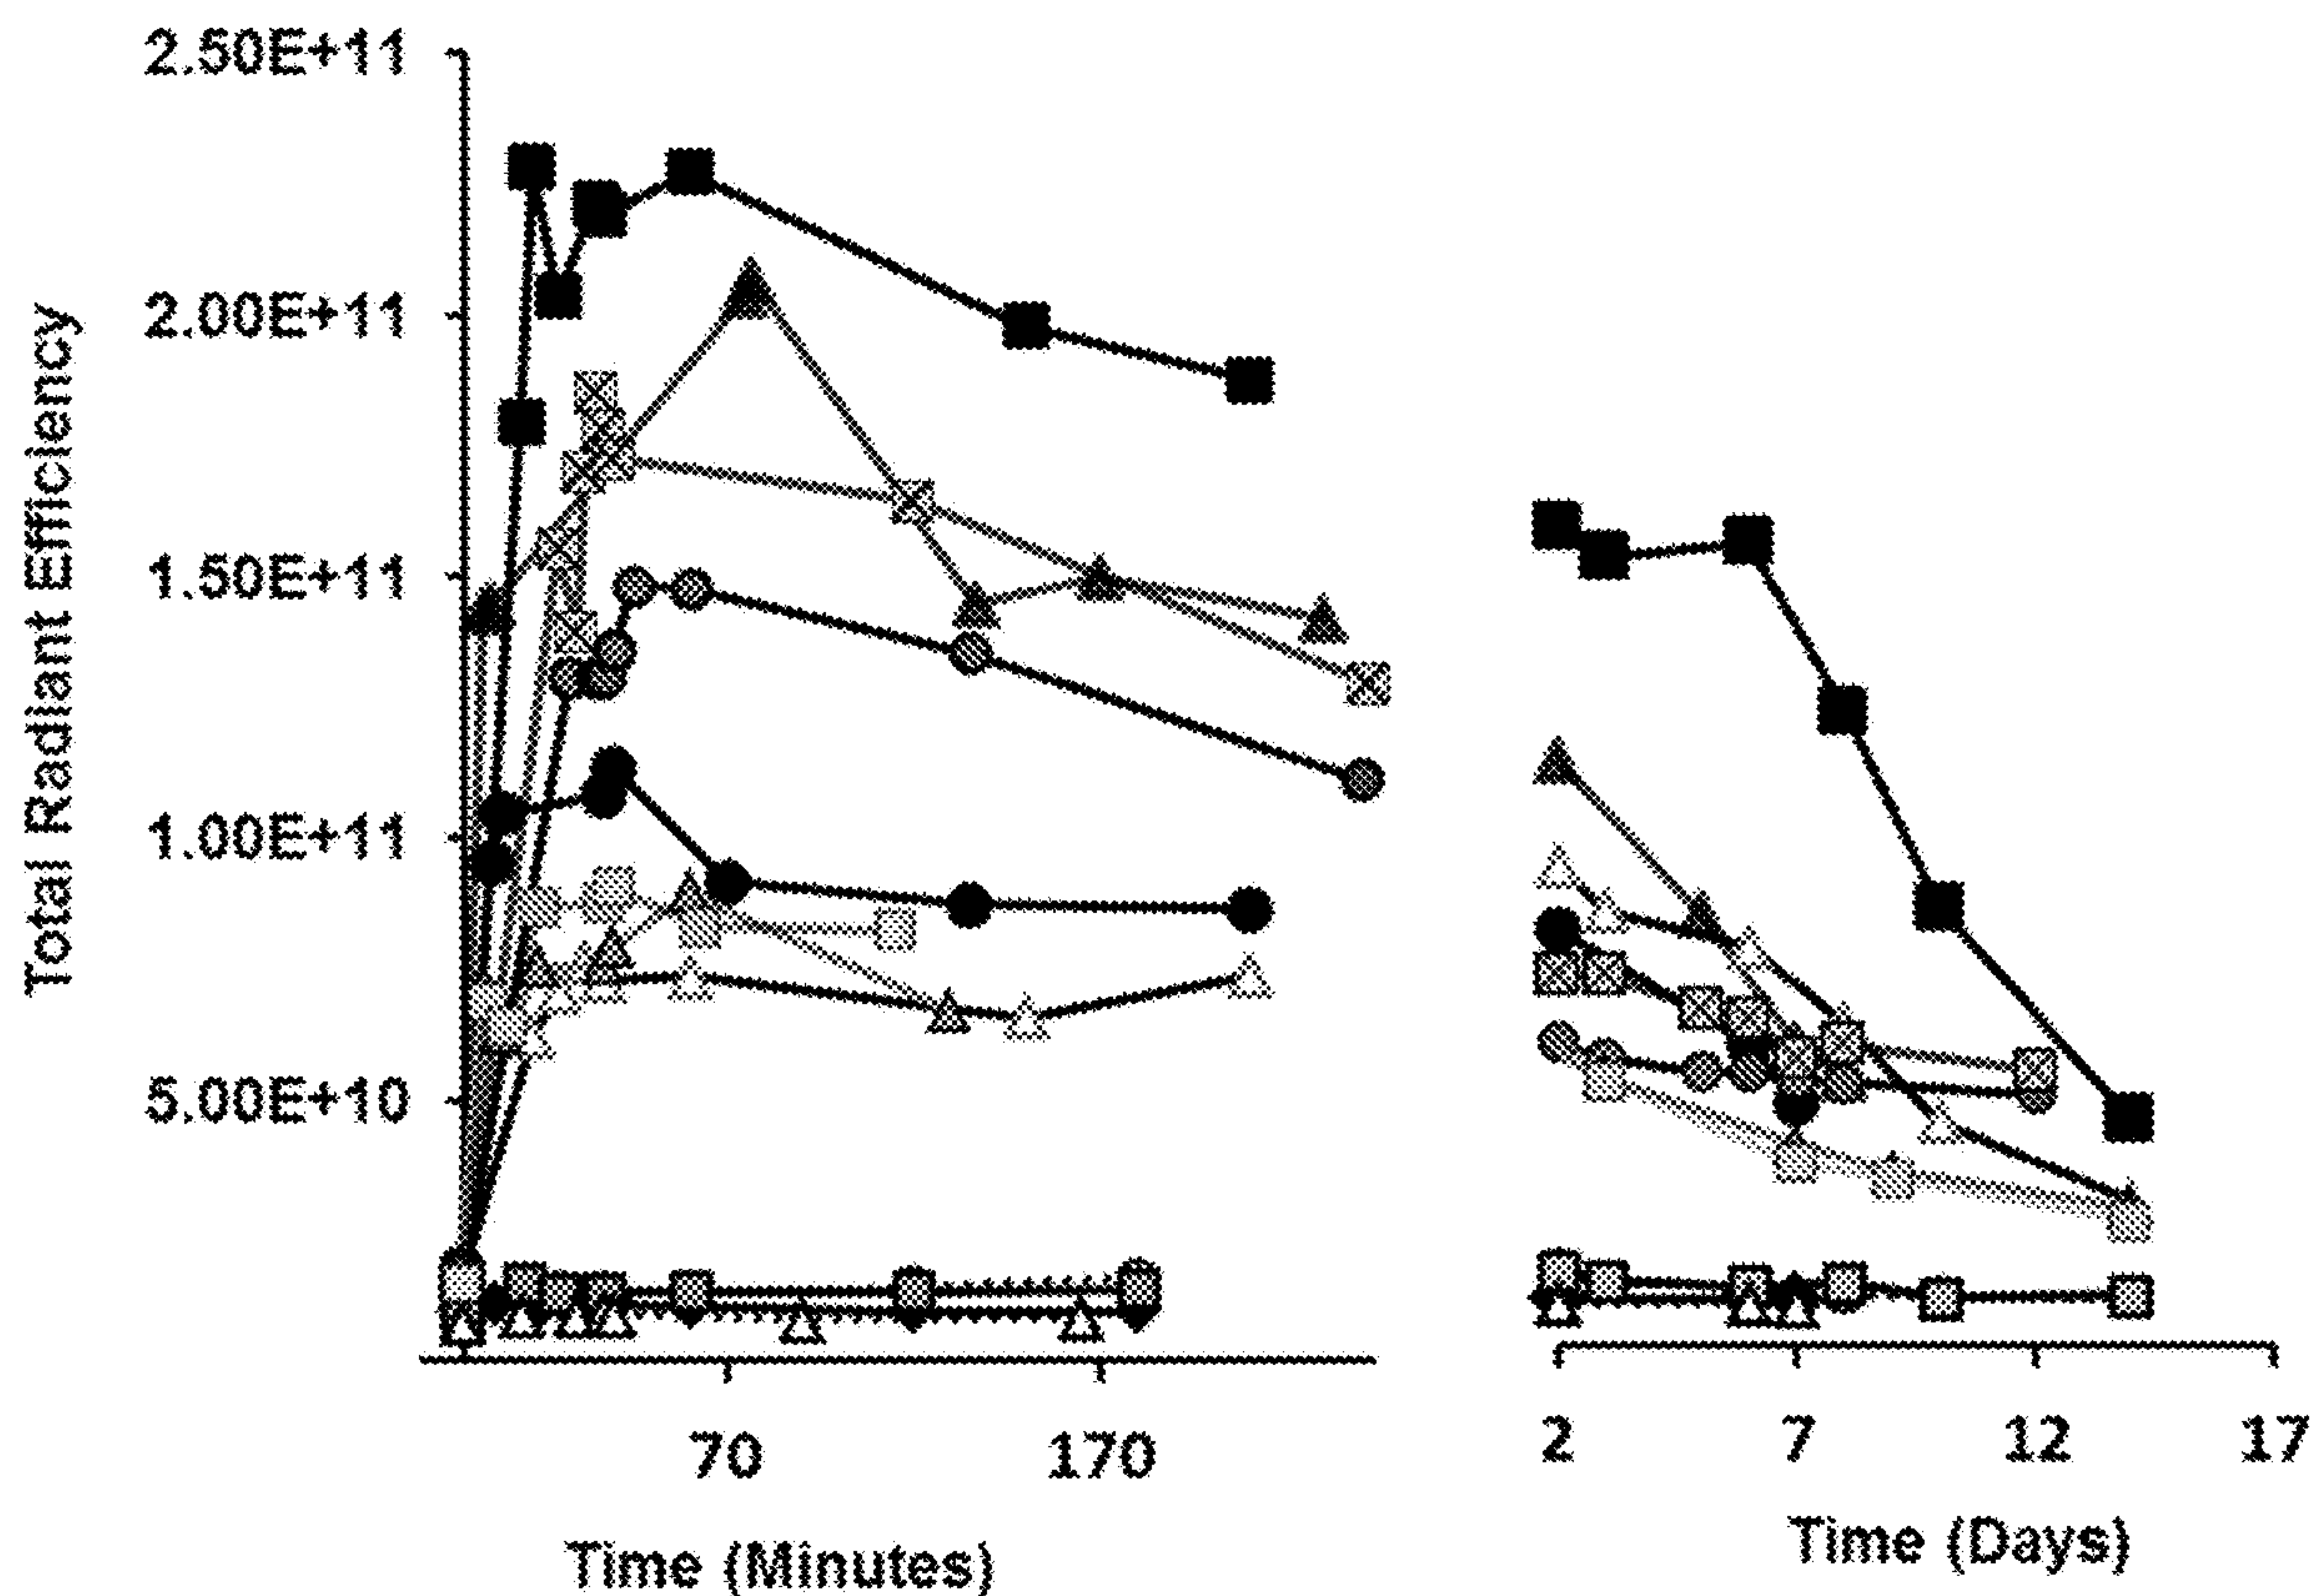 Total Radiant Efficiency
2.50E+11
2.00E+11
1.50E+11
1.00E+11
5.00E+10
70 170
2 7 12 17
Time (Minutes)
Time (Days)